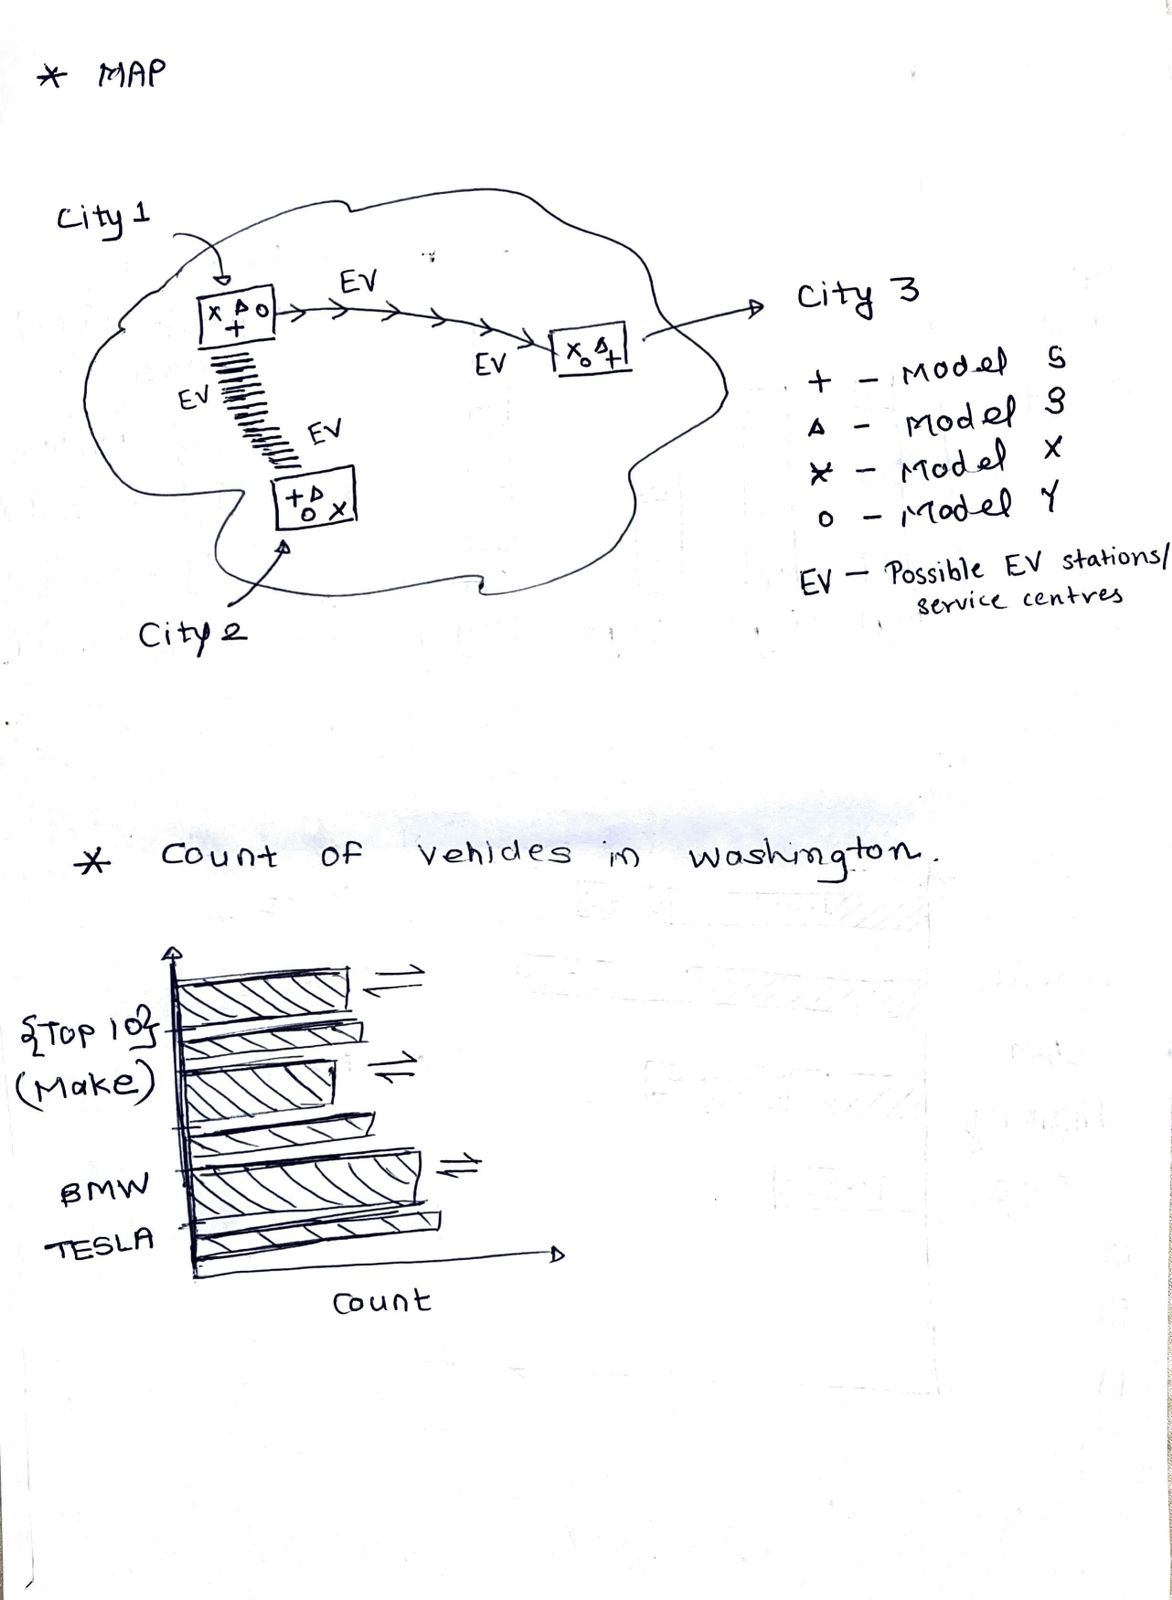 * MAP
City 1
x △ o
+
EV
EV
EV
EV
x △
o +
+ △
o x
City 2
City 3
+ - Model S
△ - Model 3
* - Model X
o - Model Y
EV - Possible EV stations/
service centres
* Count of vehicles in Washington.
{Top 10}
(Make)
BMW
TESLA
Count